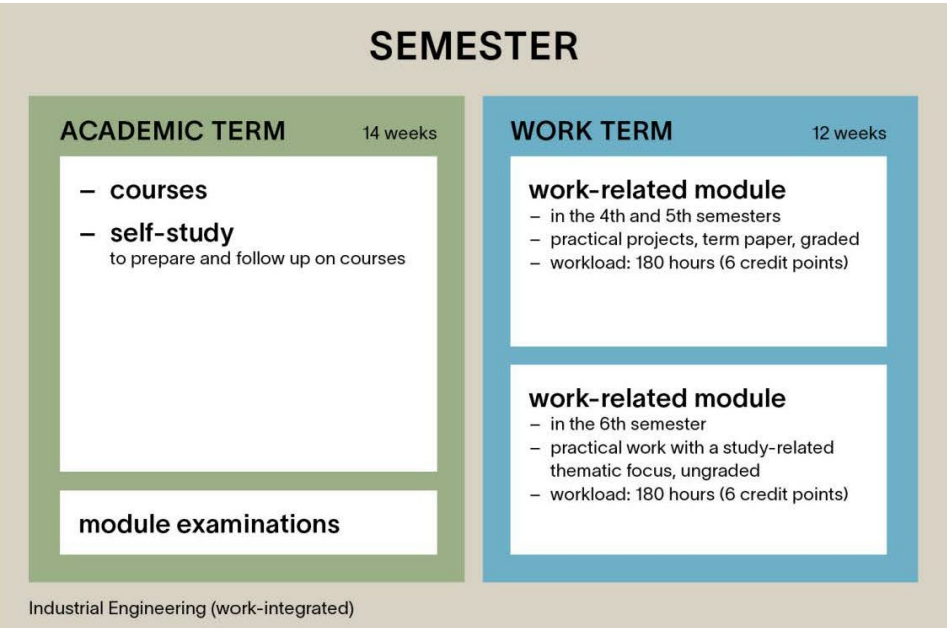 SEMESTER
ACADEMIC TERM 14 weeks
– courses
– self-study
to prepare and follow up on courses
module examinations
WORK TERM 12 weeks
work-related module
– in the 4th and 5th semesters
– practical projects, term paper, graded
– workload: 180 hours (6 credit points)
work-related module
– in the 6th semester
– practical work with a study-related
thematic focus, ungraded
– workload: 180 hours (6 credit points)
Industrial Engineering (work-integrated)